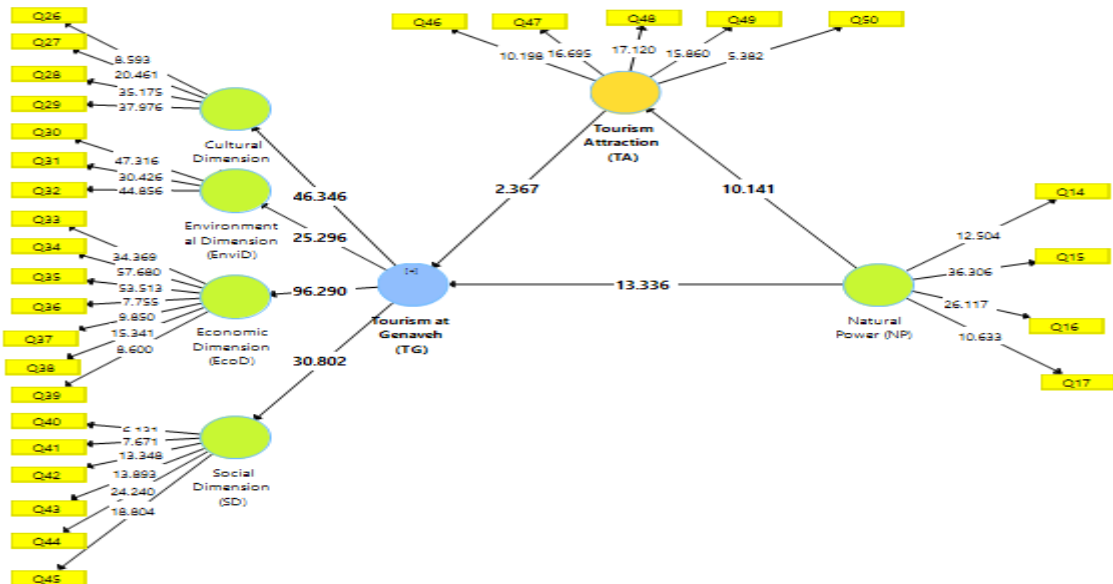 Q26
Q27
Q28
Q29
Q30
Q31
Q32
Q33
Q34
Q35
Q36
Q37
Q38
Q39
Q40
Q41
Q42
Q43
Q44
Q45
8.593
20.461
35.175
37.976
47.316
30.426
44.856
34.369
57.680
53.513
7.755
9.850
15.341
8.600
7.671
13.348
13.893
24.240
18.804
Cultural
Dimension
Environment
al Dimension
(EnviD)
Economic
Dimension
(EcoD)
Social
Dimension
(SD)
46.346
25.296
96.290
30.802
[+]
Tourism at
Genaveh
(TG)
Q46
Q47
Q48
Q49
Q50
10.198
16.695
17.120
15.860
5.382
Tourism
Attraction
(TA)
2.367
10.141
13.336
Natural
Power (NP)
12.504
36.306
26.117
10.633
Q14
Q15
Q16
Q17